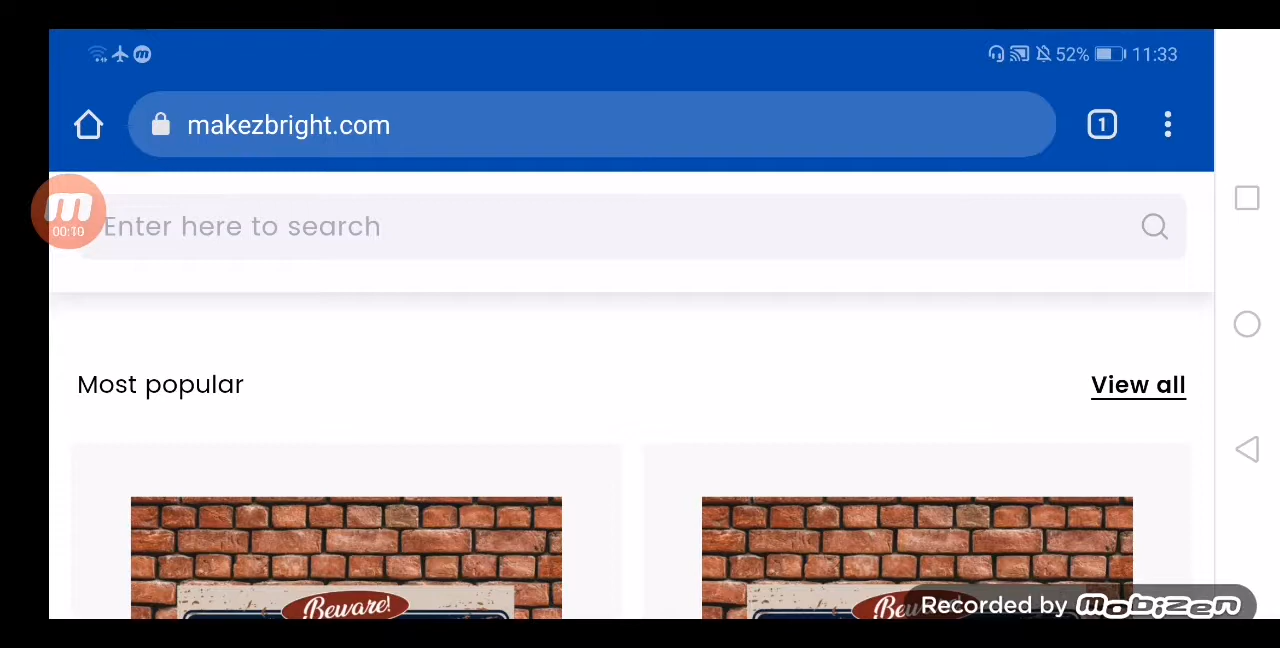 52% 11:33
makezbright.com
1
m
00:10
Enter here to search
Most popular
View all
Beware!
Recorded by mobizen